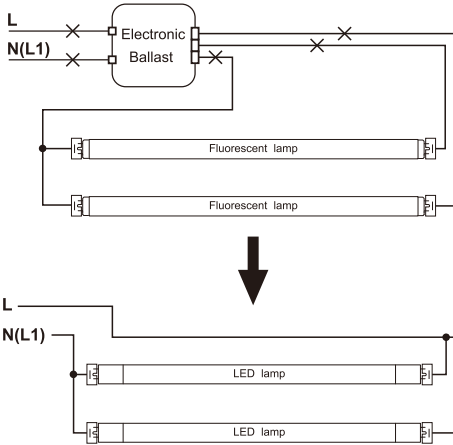 L
N(L1)
Electronic
Ballast
Fluorescent lamp
Fluorescent lamp
L
N(L1)
LED lamp
LED lamp